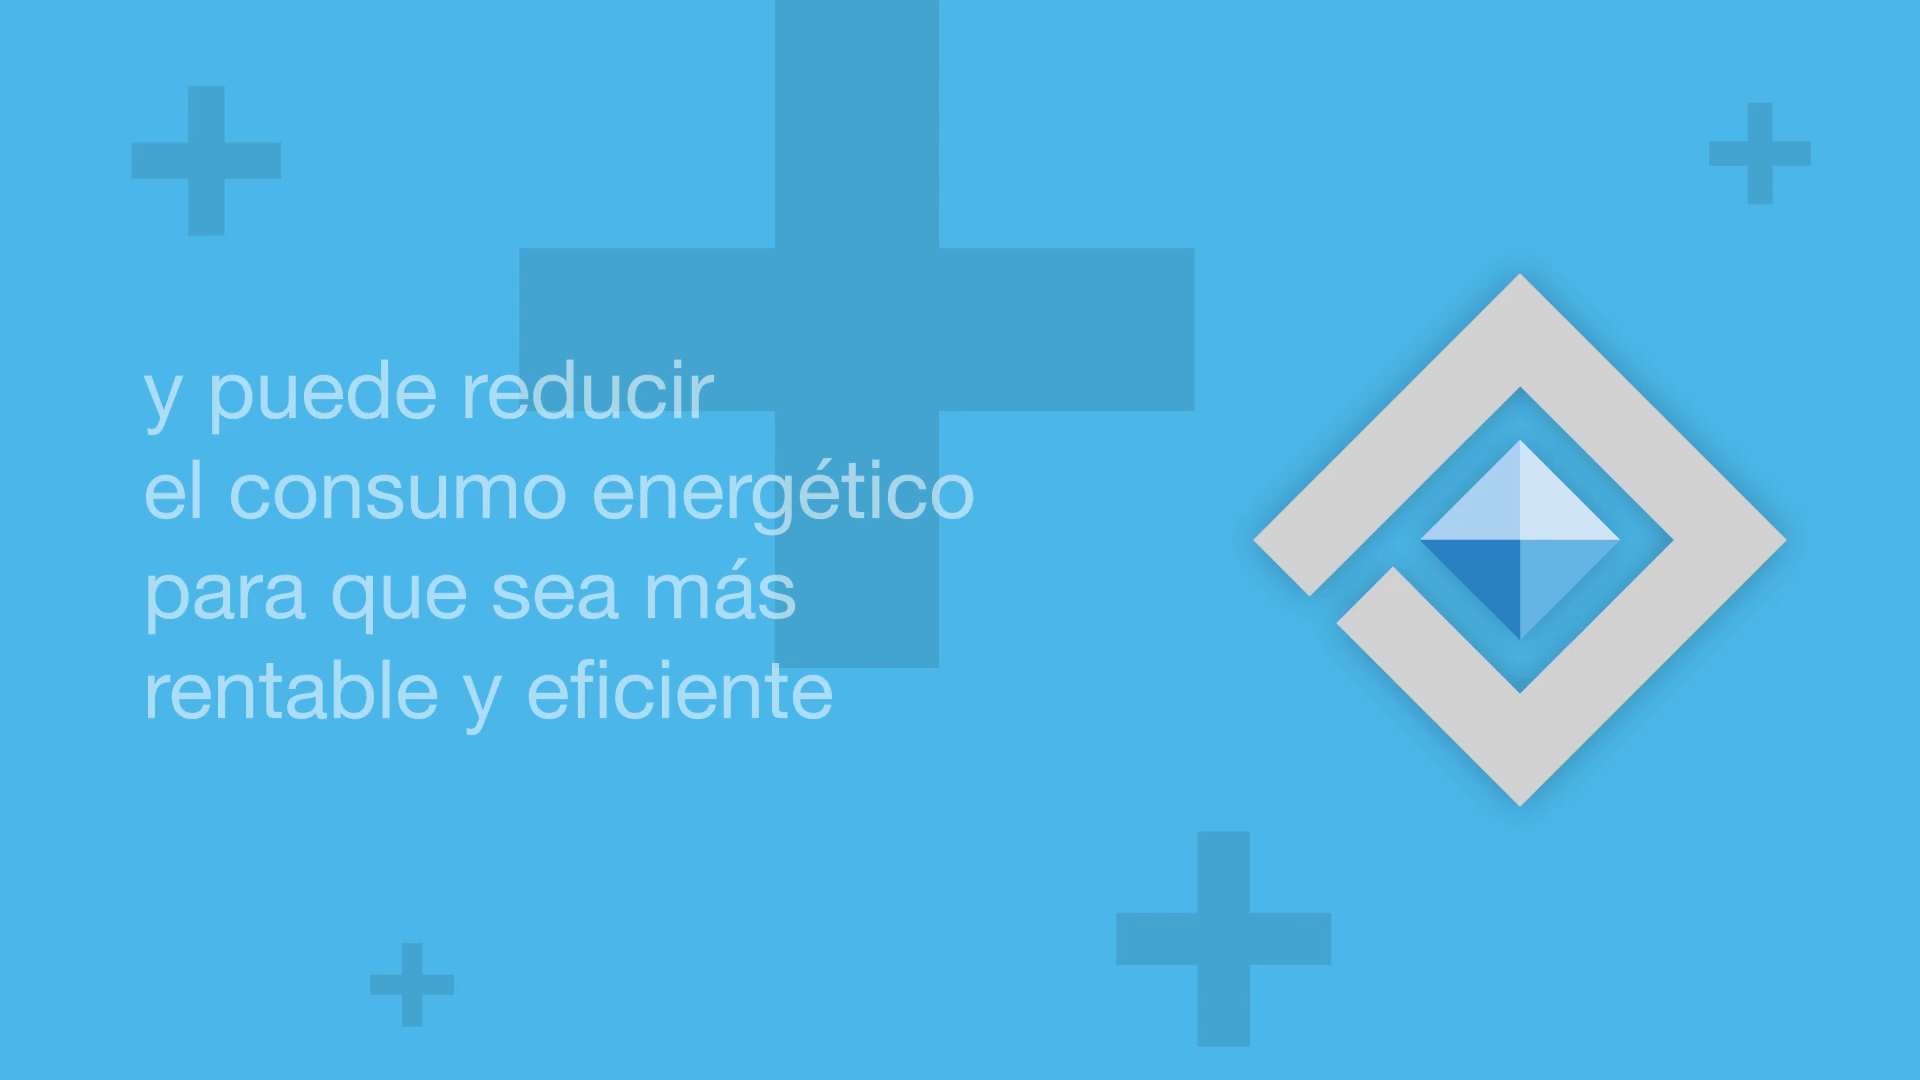 y puede reducir
el consumo energético
para que sea más
rentable y eficiente